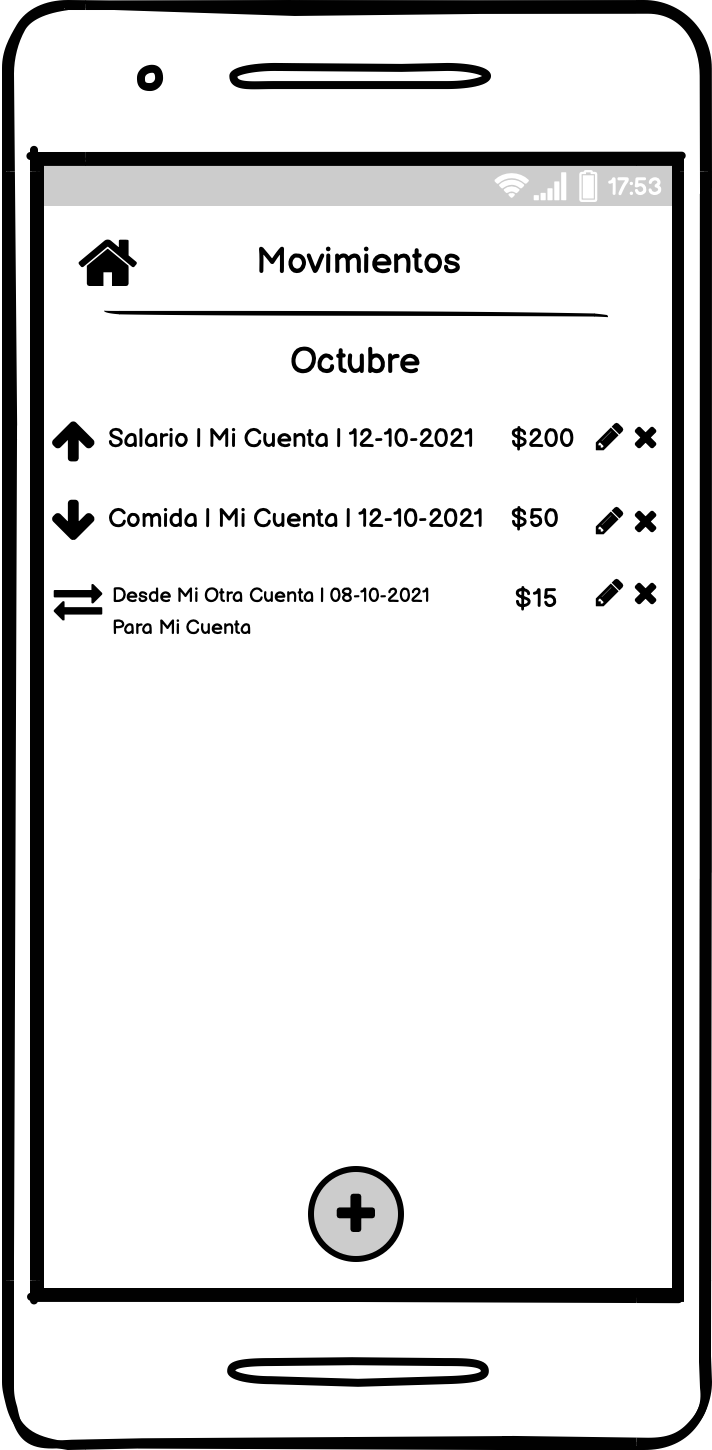 17:53
Movimientos
Octubre
Salario | Mi Cuenta | 12-10-2021 $200
Comida | Mi Cuenta | 12-10-2021 $50
Desde Mi Otra Cuenta | 08-10-2021 $15
Para Mi Cuenta